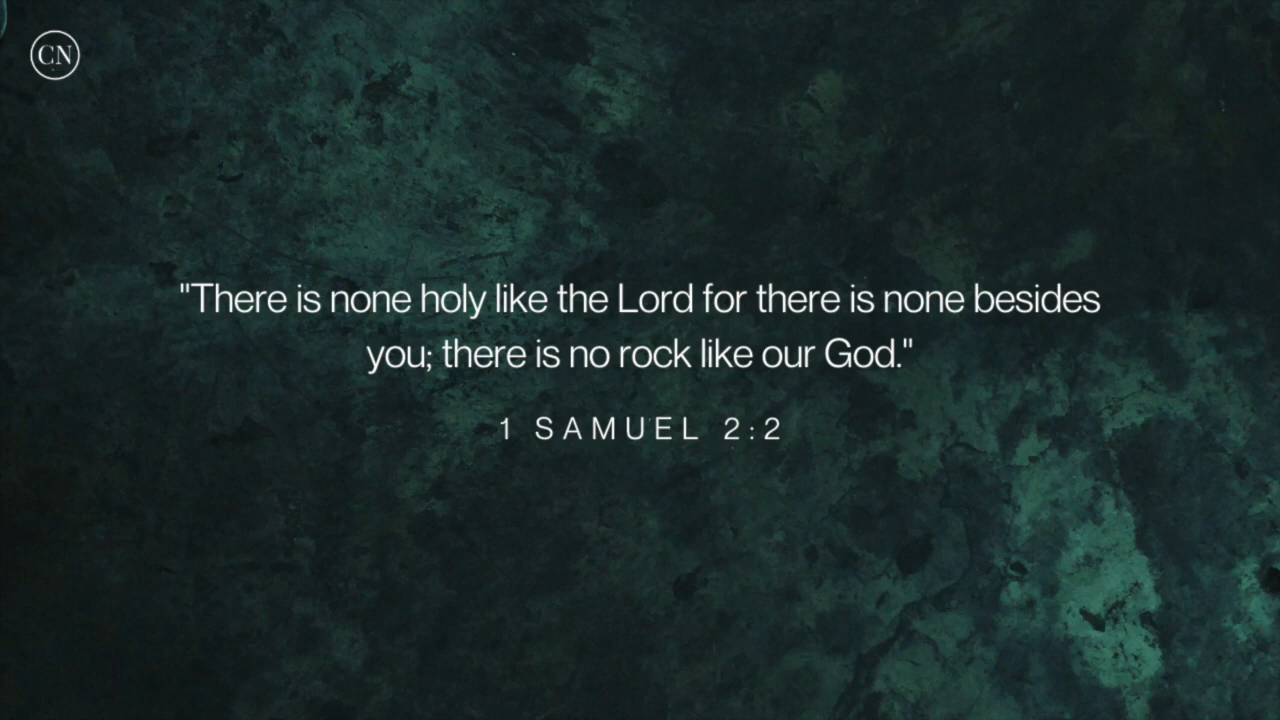 CN
"There is none holy like the Lord for there is none besides
you; there is no rock like our God."
1 SAMUEL 2:2